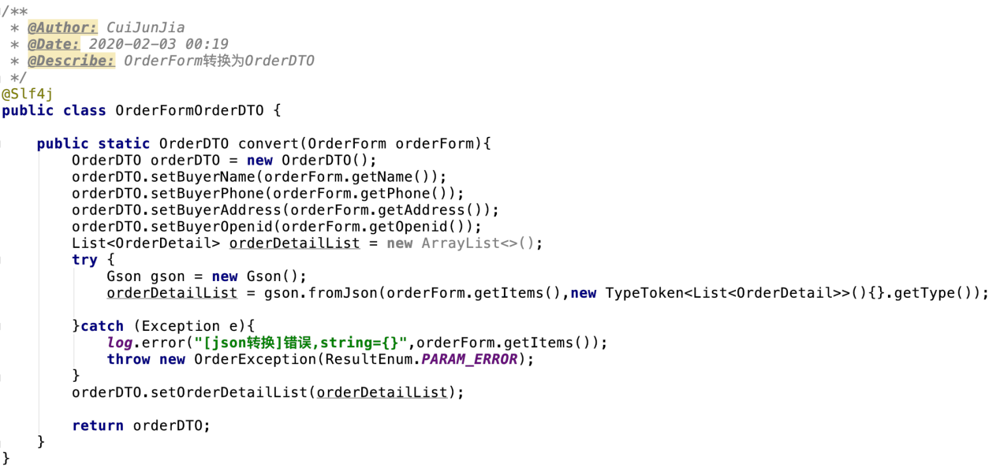 /**
 * @Author: CuiJunJia
 * @Date: 2020-02-03 00:19
 * @Describe: OrderForm转换为OrderDTO
 */
@Slf4j
public class OrderFormOrderDTO {
    public static OrderDTO convert(OrderForm orderForm){
        OrderDTO orderDTO = new OrderDTO();
        orderDTO.setBuyerName(orderForm.getName());
        orderDTO.setBuyerPhone(orderForm.getPhone());
        orderDTO.setBuyerAddress(orderForm.getAddress());
        orderDTO.setBuyerOpenid(orderForm.getOpenid());
        List<OrderDetail> orderDetailList = new ArrayList<>();
        try {
            Gson gson = new Gson();
            orderDetailList = gson.fromJson(orderForm.getItems(),new TypeToken<List<OrderDetail>>(){}.getType());
        }catch (Exception e){
            log.error("[json转换]错误,string={}",orderForm.getItems());
            throw new OrderException(ResultEnum.PARAM_ERROR);
        }
        orderDTO.setOrderDetailList(orderDetailList);
        return orderDTO;
    }
}